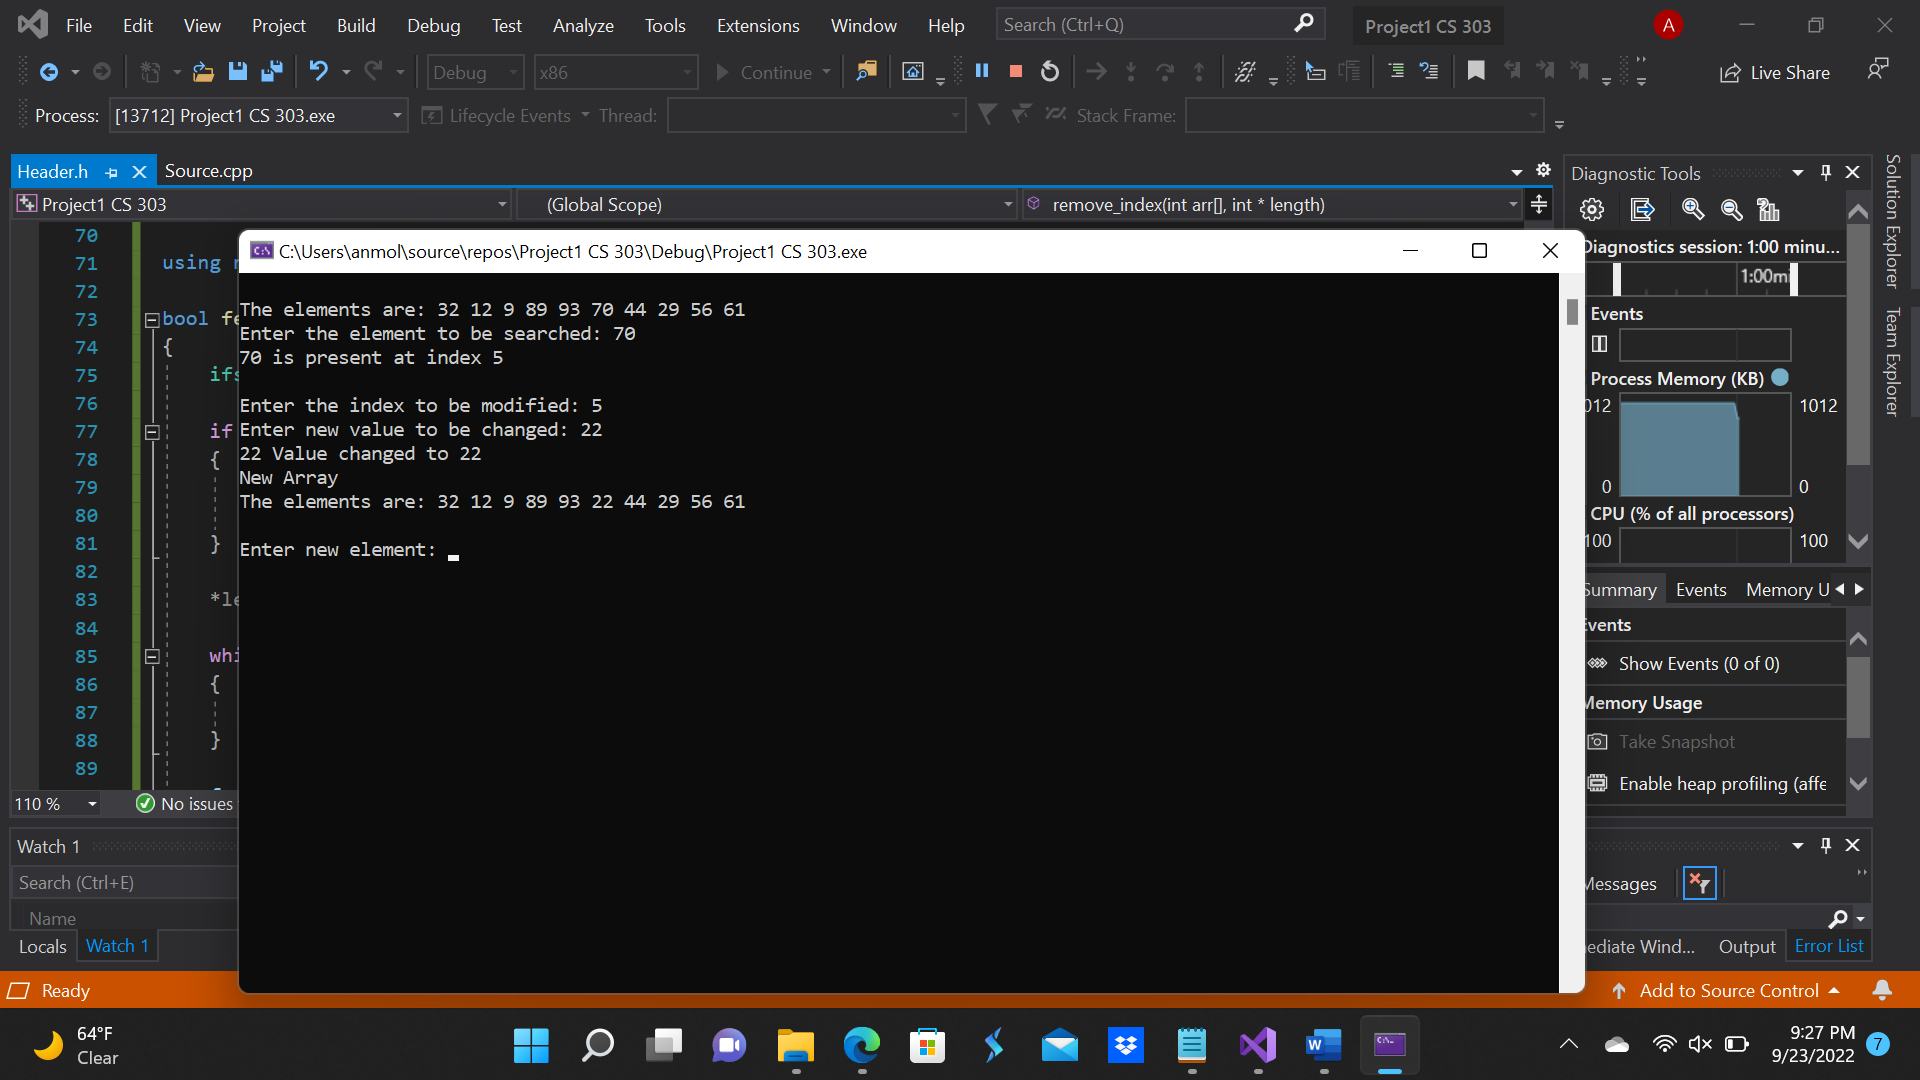 File Edit View Project Build Debug Test Analyze Tools Extensions Window Help Search (Ctrl+Q) Project1 CS 303 A
Debug x86 Continue Live Share
Process: [13712] Project1 CS 303.exe Lifecycle Events Thread: Stack Frame:
Header.h Source.cpp
Project1 CS 303 (Global Scope) remove_index(int arr[], int * length)
70
71 using
72
73 bool
74 {
75
76
77 if
78 {
79
80
81 }
82
83
84
85
86 {
87
88 }
89
110 % No issues
C:\Users\anmol\source\repos\Project1 CS 303\Debug\Project1 CS 303.exe
The elements are: 32 12 9 89 93 70 44 29 56 61
Enter the element to be searched: 70
70 is present at index 5
Enter the index to be modified: 5
Enter new value to be changed: 22
22 Value changed to 22
New Array
The elements are: 32 12 9 89 93 22 44 29 56 61
Enter new element:
Diagnostic Tools
Diagnostics session: 1:00 minu...
1:00mi
Events
Process Memory (KB)
1012
0 0
CPU (% of all processors)
100 100
Summary Events Memory U
Events
Show Events (0 of 0)
Memory Usage
Take Snapshot
Enable heap profiling (affe
Solution Explorer
Team Explorer
Watch 1
Search (Ctrl+E)
Name
Locals Watch 1
Messages
Wind... Output Error List
Ready Add to Source Control
64°F
Clear
9:27 PM
9/23/2022 7